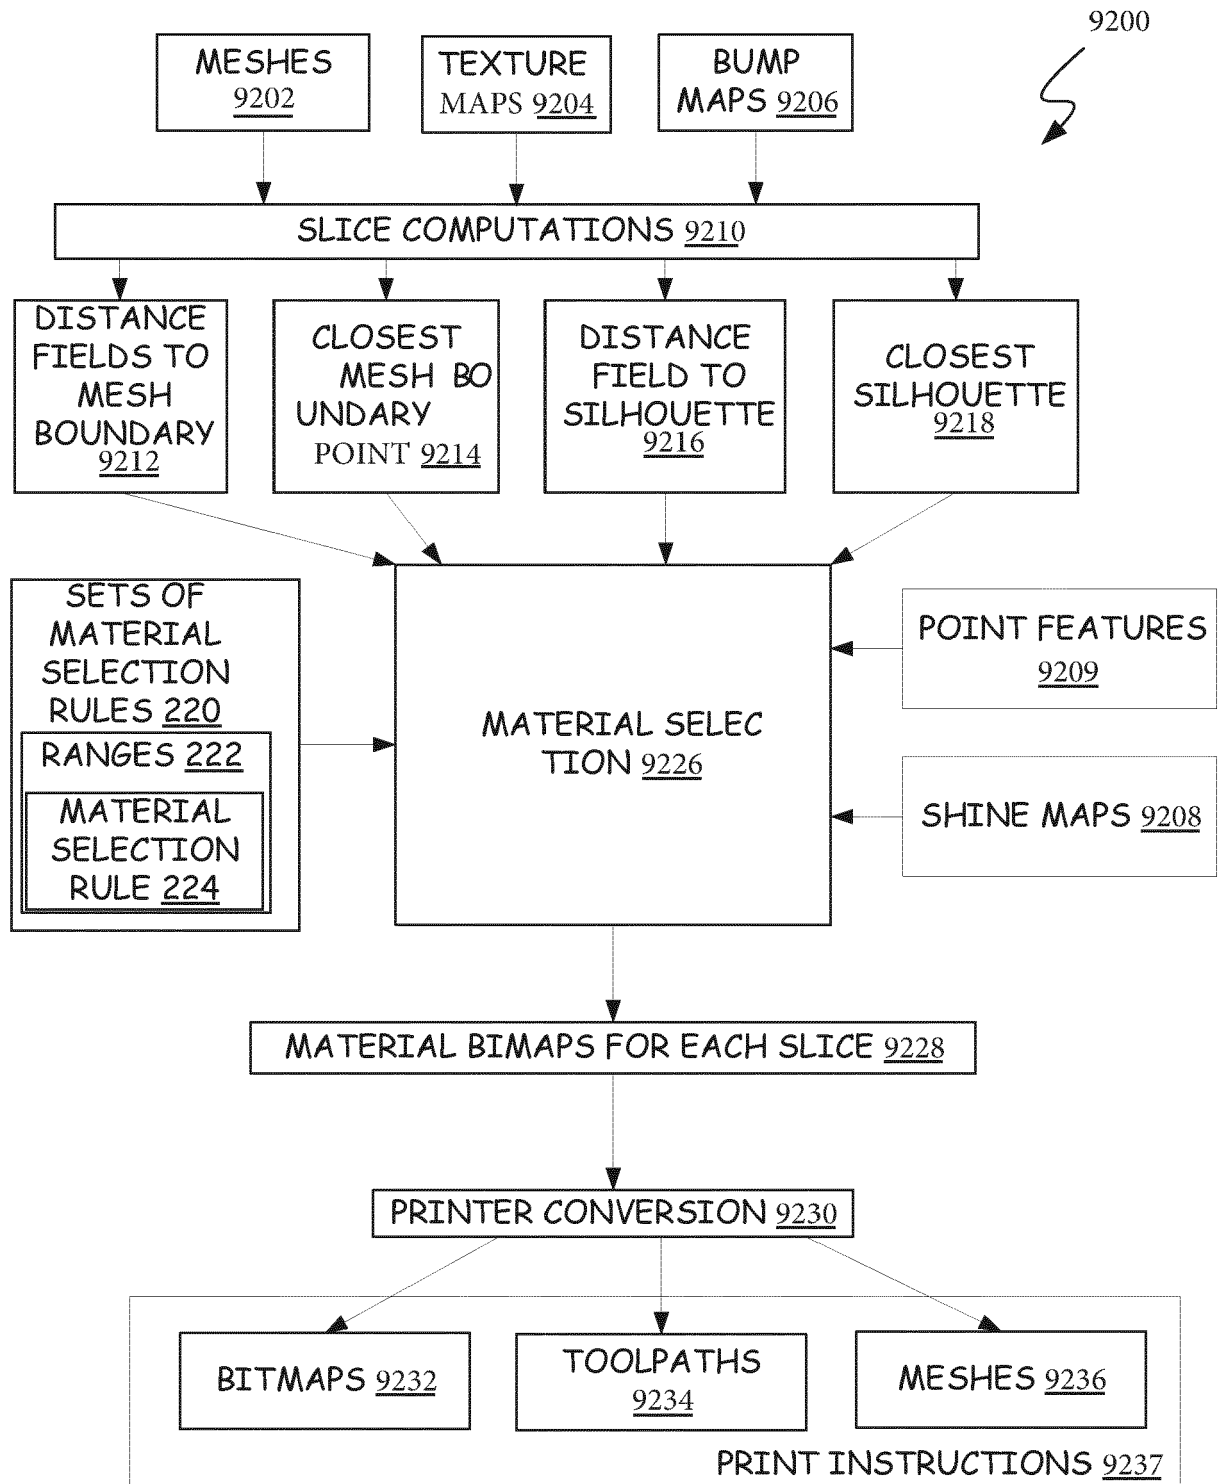 9200
MESHES
9202
TEXTURE
MAPS 9204
BUMP
MAPS 9206
SLICE COMPUTATIONS 9210
DISTANCE
FIELDS TO
MESH
BOUNDARY
9212
CLOSEST
MESH BO
UNDARY
POINT 9214
DISTANCE
FIELD TO
SILHOUETTE
9216
CLOSEST
SILHOUETTE
9218
SETS OF
MATERIAL
SELECTION
RULES 220
RANGES 222
MATERIAL
SELECTION
RULE 224
MATERIAL SELEC
TION 9226
POINT FEATURES
9209
SHINE MAPS 9208
MATERIAL BIMAPS FOR EACH SLICE 9228
PRINTER CONVERSION 9230
BITMAPS 9232
TOOLPATHS
9234
MESHES 9236
PRINT INSTRUCTIONS 9237